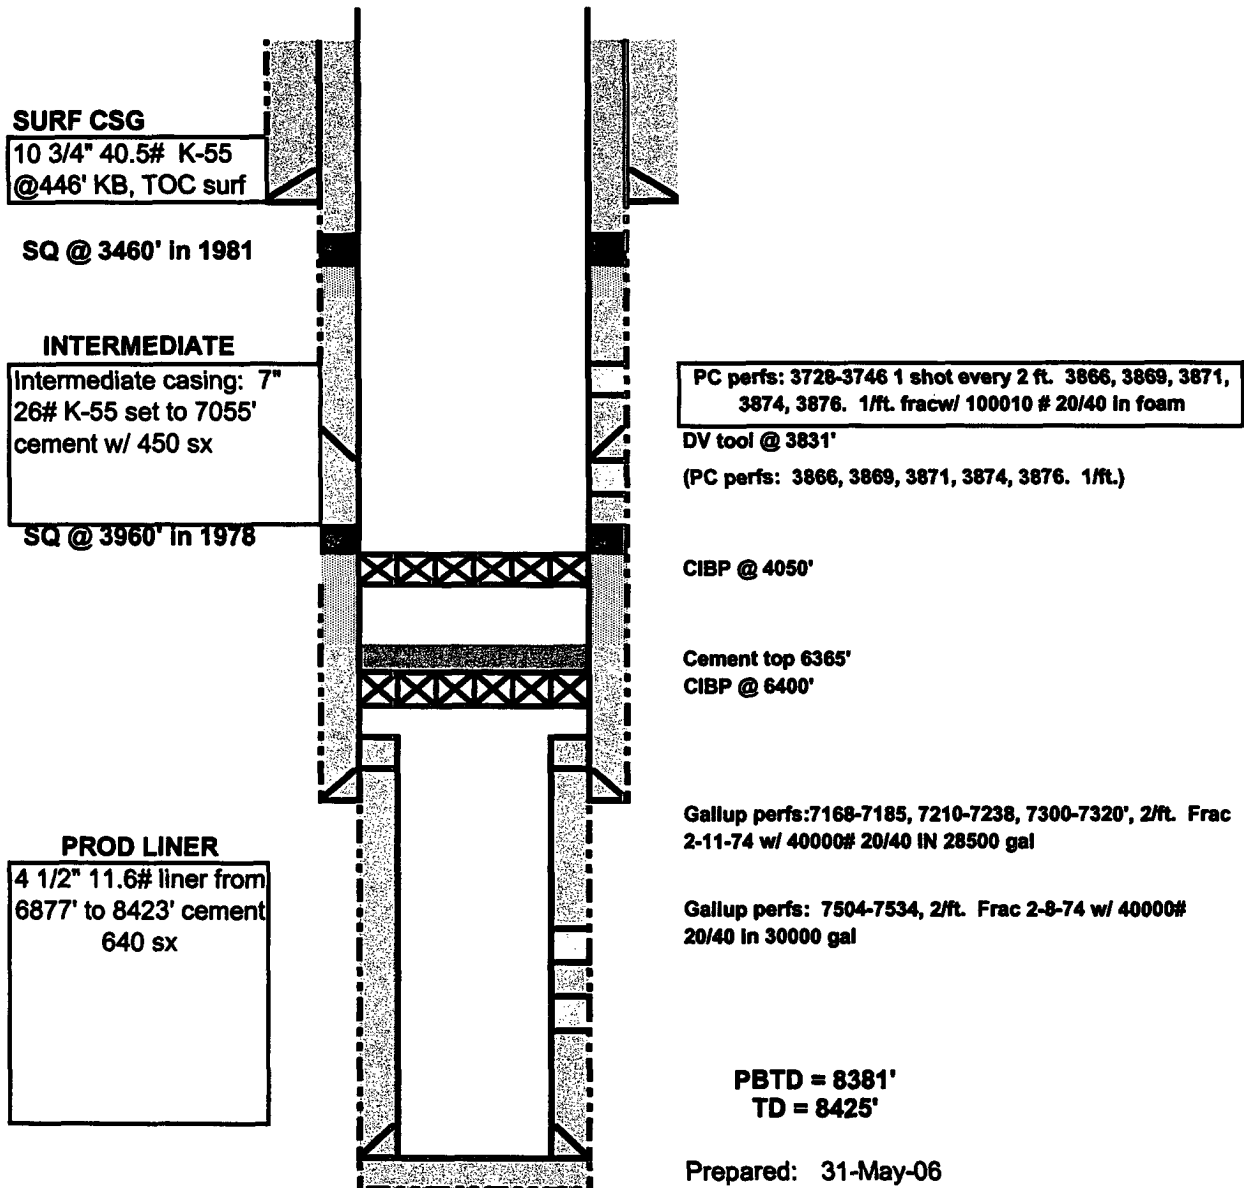 SURF CSG
10 3/4" 40.5# K-55
@446' KB, TOC surf
SQ @ 3460' in 1981
INTERMEDIATE
Intermediate casing: 7"
26# K-55 set to 7055'
cement w/ 450 sx
SQ @ 3960' in 1978
PC perfs: 3728-3746 1 shot every 2 ft. 3866, 3869, 3871,
3874, 3876. 1/ft. fracw/ 100010 # 20/40 in foam
DV tool @ 3831'
(PC perfs: 3866, 3869, 3871, 3874, 3876. 1/ft.)
CIBP @ 4050'
Cement top 6365'
CIBP @ 6400'
Gallup perfs:7168-7185, 7210-7238, 7300-7320', 2/ft. Frac
2-11-74 w/ 40000# 20/40 IN 28500 gal
PROD LINER
4 1/2" 11.6# liner from
6877' to 8423' cement
640 sx
Gallup perfs: 7504-7534, 2/ft. Frac 2-8-74 w/ 40000#
20/40 in 30000 gal
PBTD = 8381'
TD = 8425'
Prepared: 31-May-06